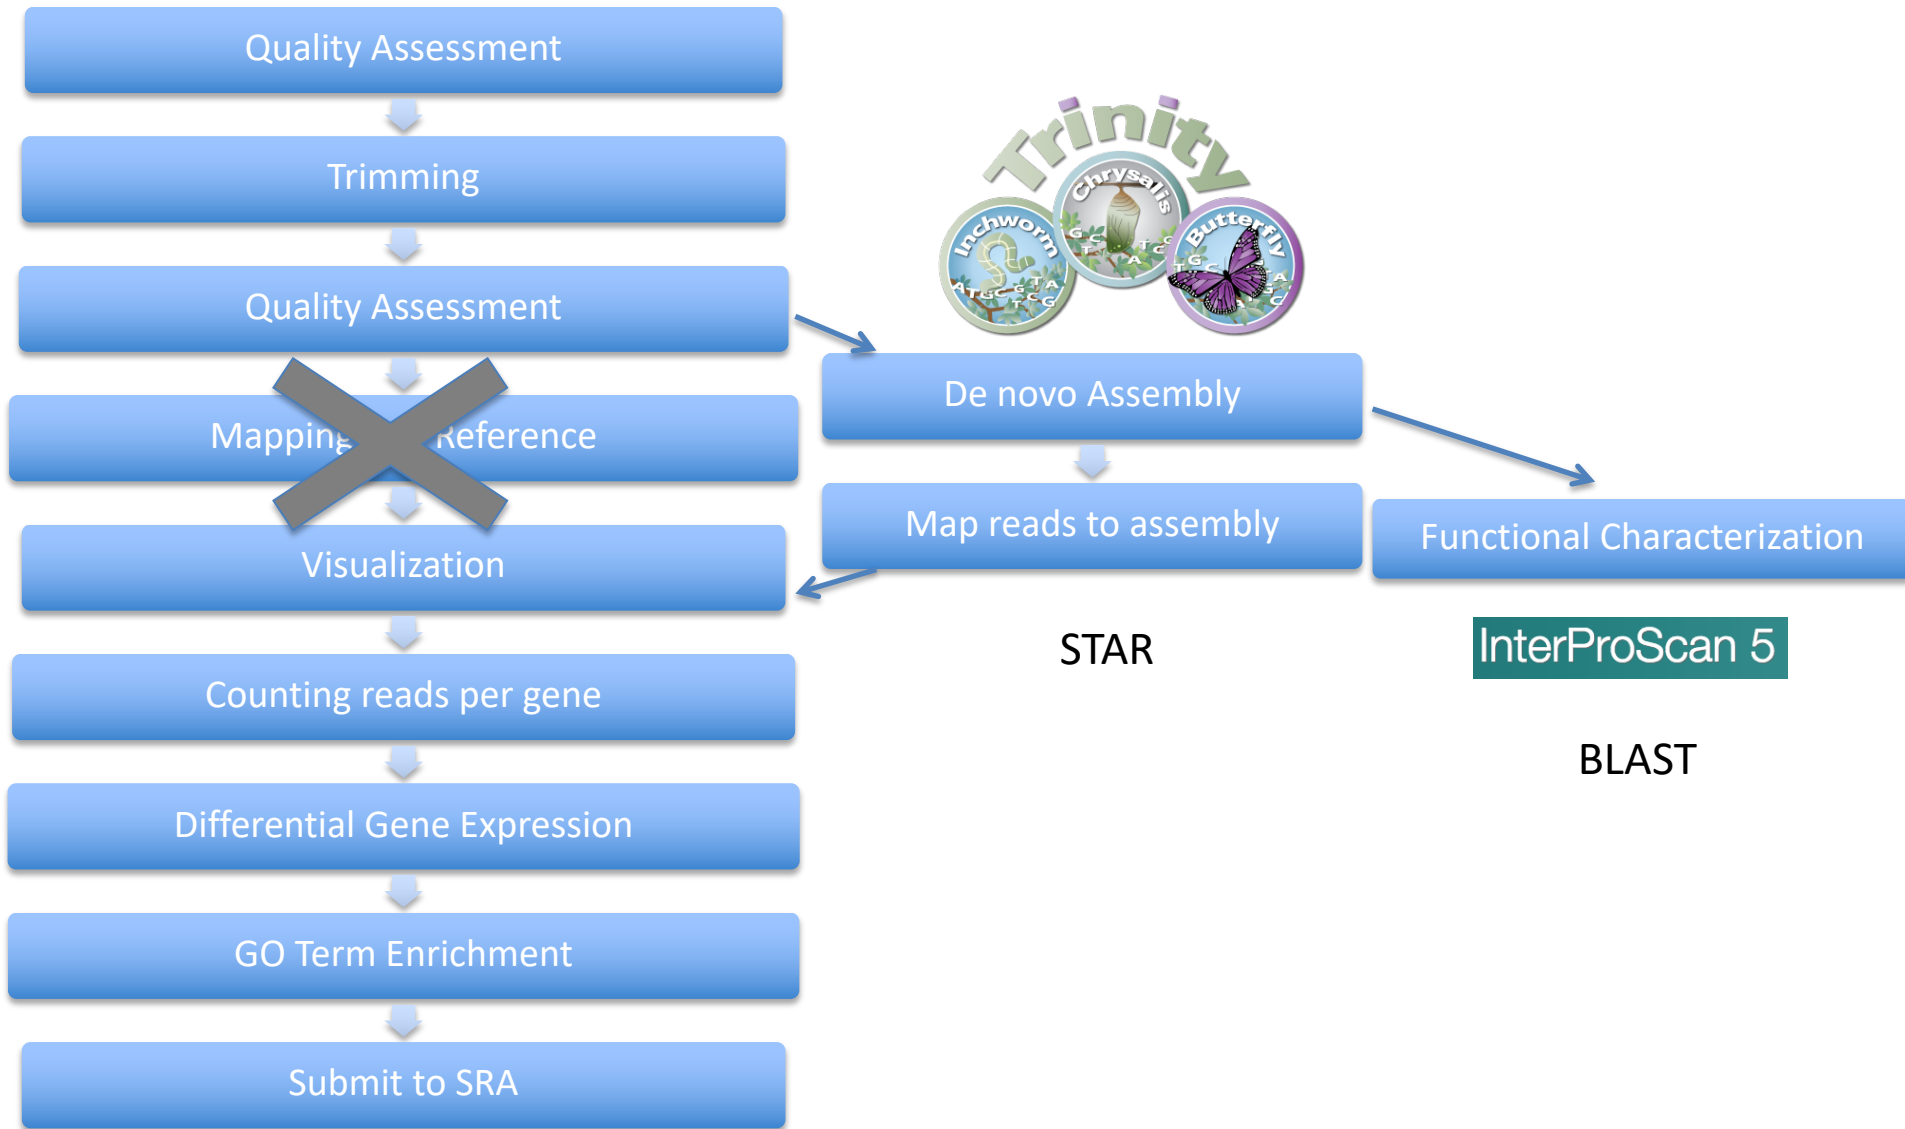 Quality Assessment
Trimming
Quality Assessment
Mapping Reference
Visualization
Counting reads per gene
Differential Gene Expression
GO Term Enrichment
Submit to SRA
Trinity
Inchworm
Chrysalis
Butterfly
De novo Assembly
Map reads to assembly
STAR
Functional Characterization
InterProScan 5
BLAST